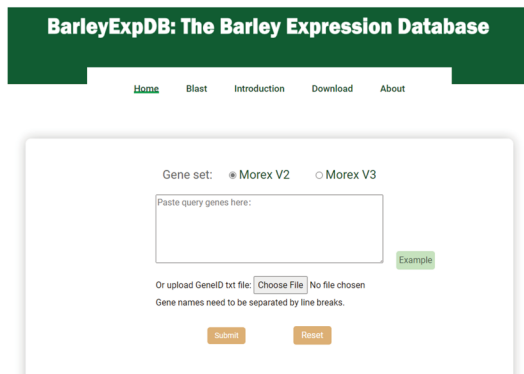 BarleyExpDB: The Barley Expression Database
Home Blast Introduction Download About
Gene set: Morex V2 Morex V3
Paste query genes here:
Example
Or upload GeneID txt file: Choose File No file chosen
Gene names need to be separated by line breaks.
Submit Reset